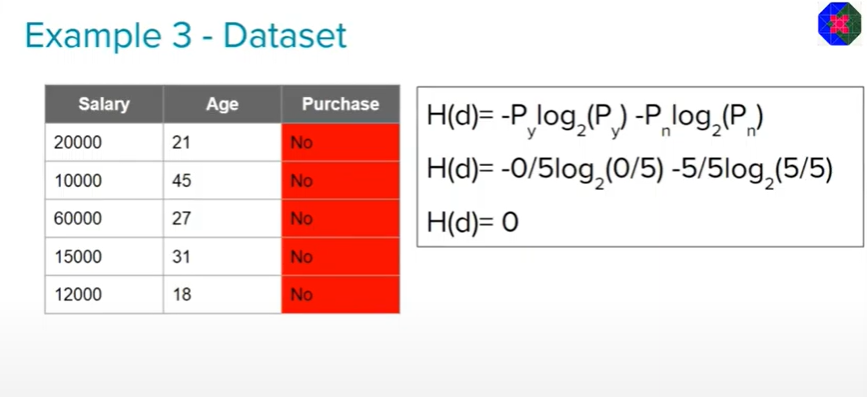 Example 3 - Dataset
Salary Age Purchase
20000 21 No
10000 45 No
60000 27 No
15000 31 No
12000 18 No
H(d)= -Pylog2(Py) -Pnlog2(Pn)
H(d)= -0/5log2(0/5) -5/5log2(5/5)
H(d)= 0